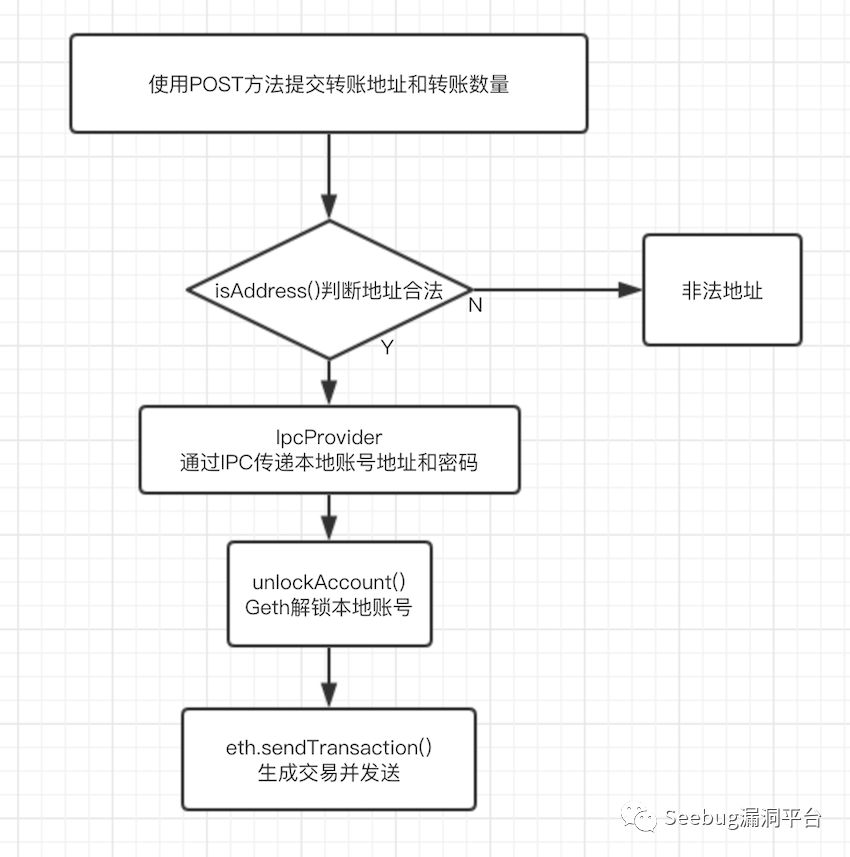 使用POST方法提交转账地址和转账数量
isAddress()判断地址合法
N
非法地址
Y
IpcProvider
通过IPC传递本地账号地址和密码
unlockAccount()
Geth解锁本地账号
eth.sendTransaction()
生成交易并发送
Seebug漏洞平台